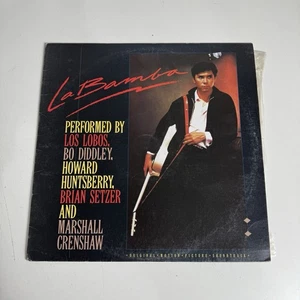 La Bamba
PERFORMED BY
LOS LOBOS,
BO DIDDLEY,
HOWARD
HUNTSBERRY,
BRIAN SETZER
AND
MARSHALL
CRENSHAW
ORIGINAL MOTION PICTURE SOUNDTRACK